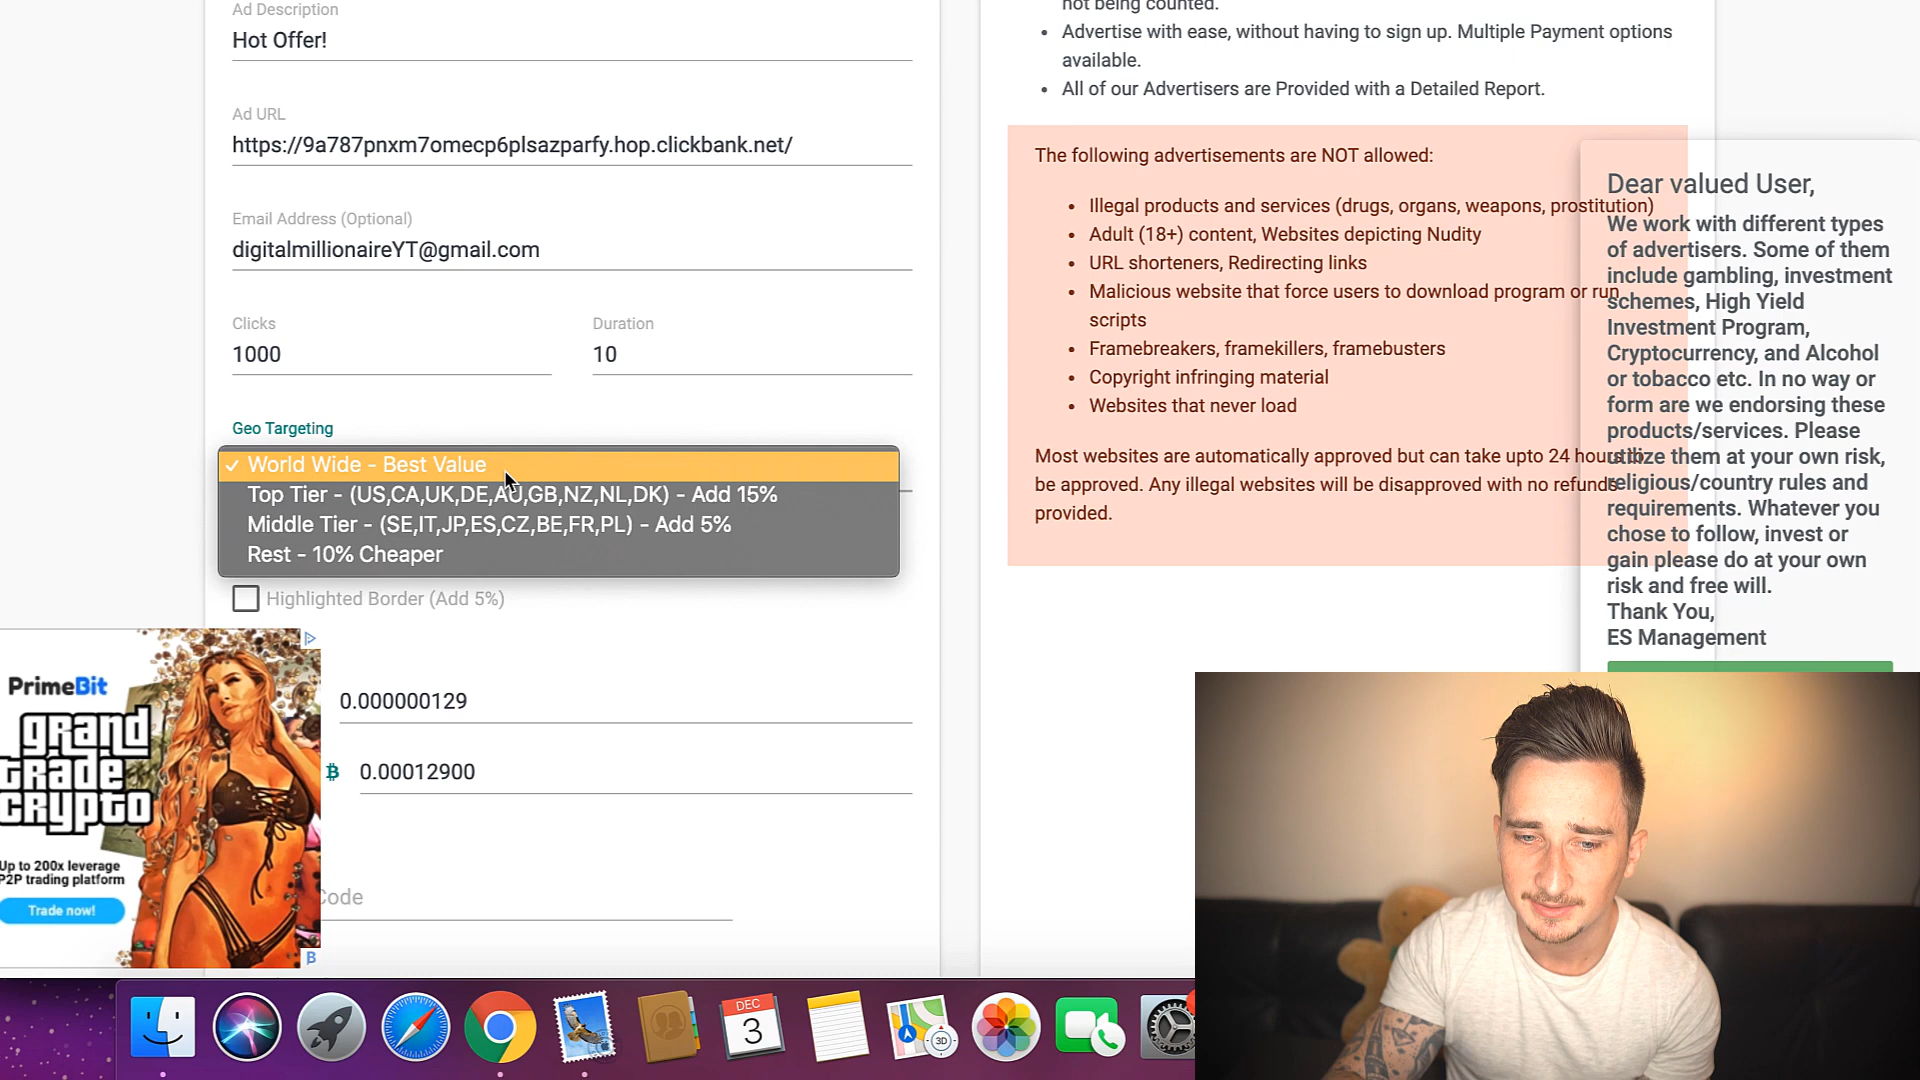 Ad Description
Hot Offer!
Ad URL
https://9a787pnxm7omecp6plsazparfy.hop.clickbank.net/
Email Address (Optional)
digitalmillionaireYT@gmail.com
Clicks
Duration
1000
10
Geo Targeting
✓ World Wide - Best Value
Top Tier - (US,CA,UK,DE,AU,GB,NZ,NL,DK) - Add 15%
Middle Tier - (SE,IT,JP,ES,CZ,BE,FR,PL) - Add 5%
Rest - 10% Cheaper
Highlighted Border (Add 5%)
0.000000129
0.00012900
Code
PrimeBit
grand
trade
crypto
Up to 200x leverage
P2P trading platform
Trade now!
not being counted.
• Advertise with ease, without having to sign up. Multiple Payment options
available.
• All of our Advertisers are Provided with a Detailed Report.
The following advertisements are NOT allowed:
• Illegal products and services (drugs, organs, weapons, prostitution)
• Adult (18+) content, Websites depicting Nudity
• URL shorteners, Redirecting links
• Malicious website that force users to download program or run
scripts
• Framebreakers, framekillers, framebusters
• Copyright infringing material
• Websites that never load
Most websites are automatically approved but can take upto 24 hours to
be approved. Any illegal websites will be disapproved with no refunds
provided.
Dear valued User,
We work with different types
of advertisers. Some of them
include gambling, investment
schemes, High Yield
Investment Program,
Cryptocurrency, and Alcohol
or tobacco etc. In no way or
form are we endorsing these
products/services. Please
utilize them at your own risk,
religious/country rules and
requirements. Whatever you
chose to follow, invest or
gain please do at your own
risk and free will.
Thank You,
ES Management
DEC
3
3D